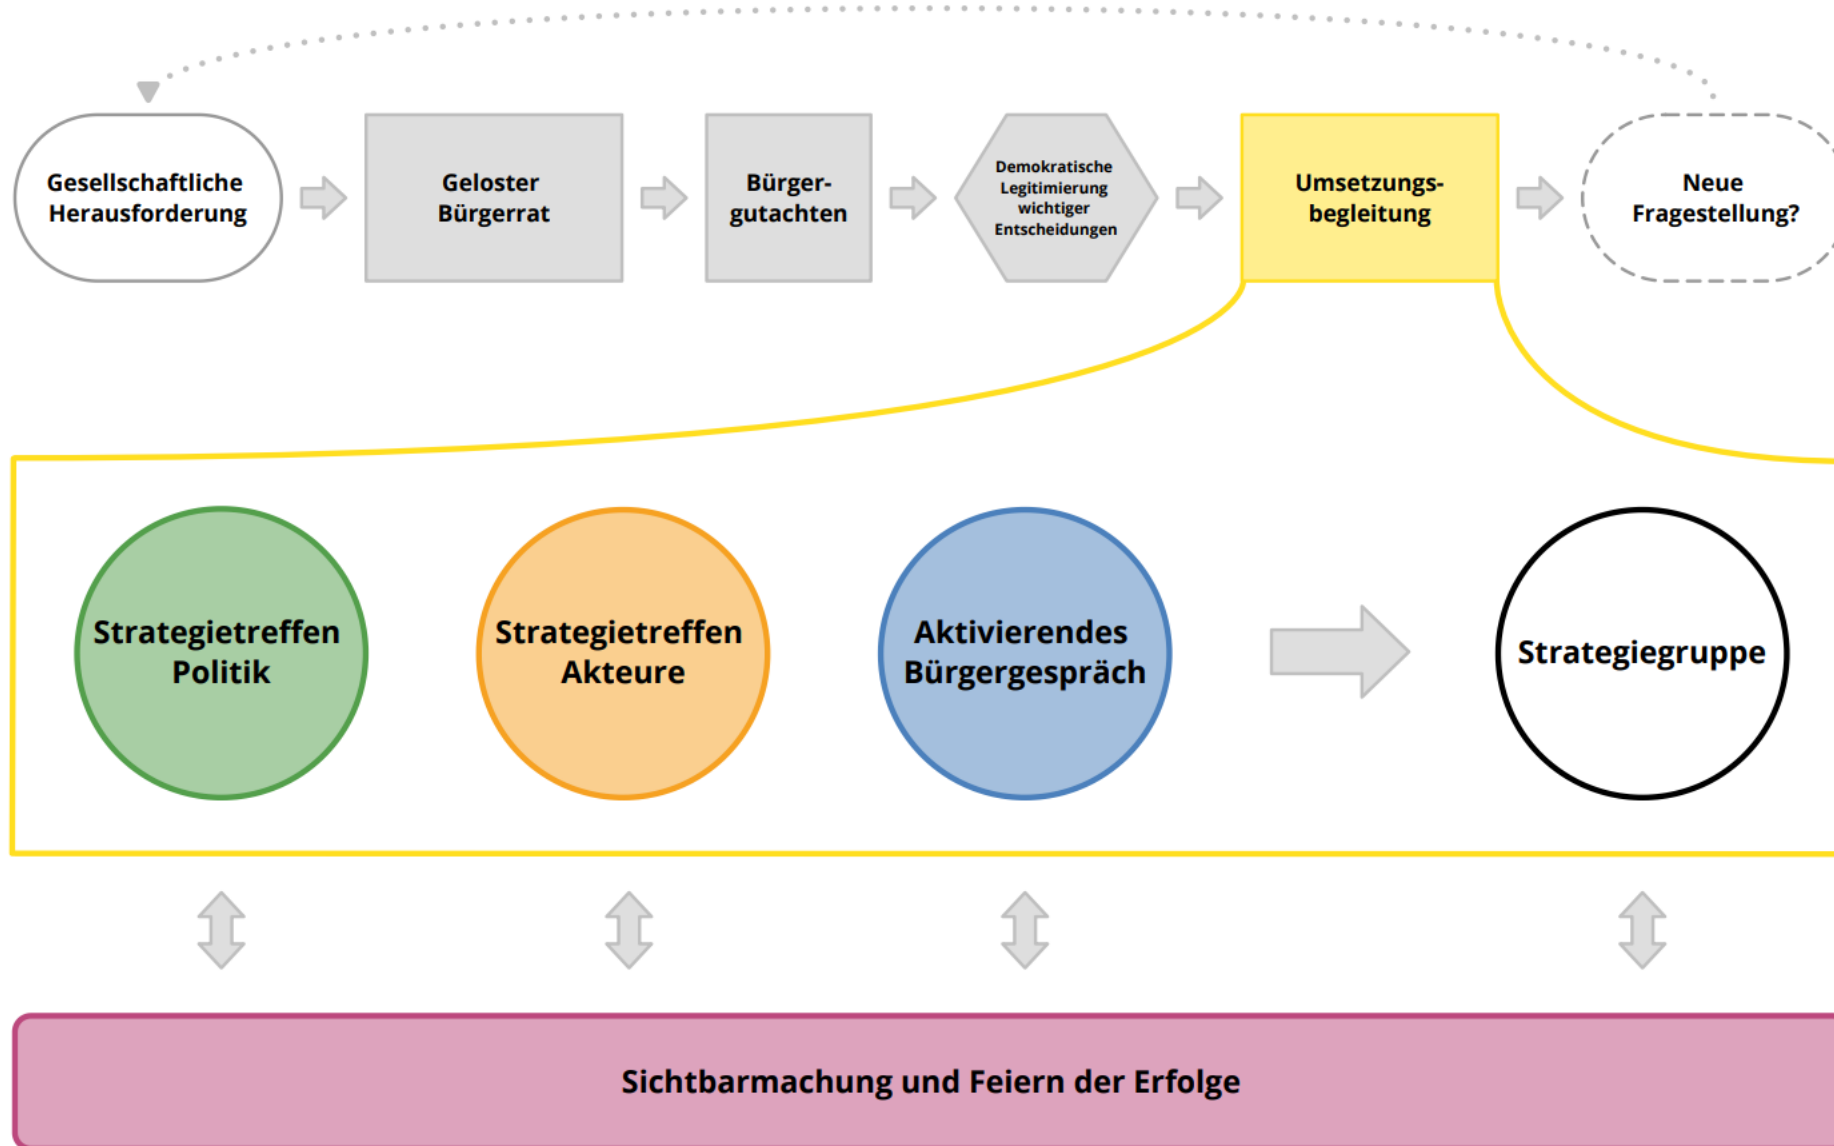 Gesellschaftliche
Herausforderung
Geloster
Bürgerrat
Bürger-
gutachten
Demokratische
Legitimierung
wichtiger
Entscheidungen
Umsetzungs-
begleitung
Neue
Fragestellung?
Strategietreffen
Politik
Strategietreffen
Akteure
Aktivierendes
Bürgergespräch
Strategiegruppe
Sichtbarmachung und Feiern der Erfolge